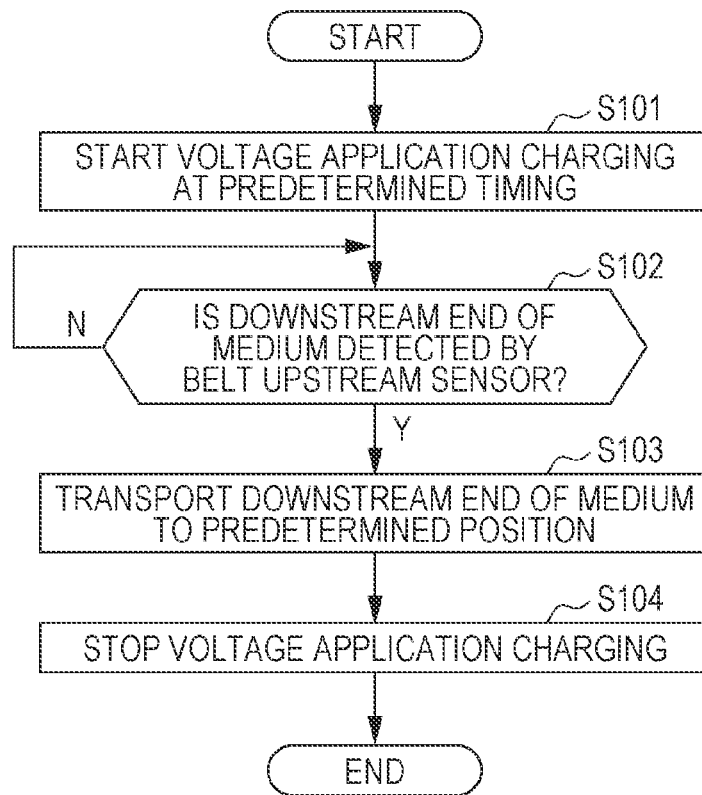 START
S101
START VOLTAGE APPLICATION CHARGING
AT PREDETERMINED TIMING
S102
N
IS DOWNSTREAM END OF
MEDIUM DETECTED BY
BELT UPSTREAM SENSOR?
Y
S103
TRANSPORT DOWNSTREAM END OF MEDIUM
TO PREDETERMINED POSITION
S104
STOP VOLTAGE APPLICATION CHARGING
END